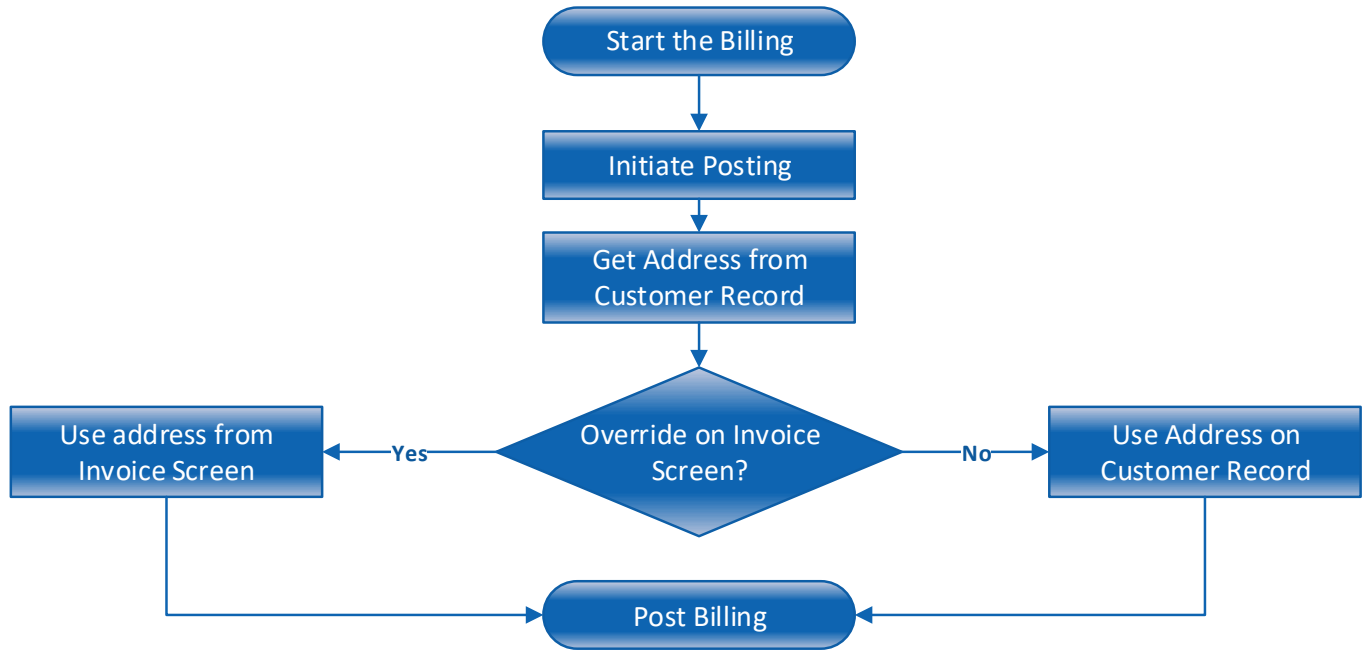 Start the Billing
Initiate Posting
Get Address from
Customer Record
Override on Invoice
Screen?
Yes
No
Use address from
Invoice Screen
Use Address on
Customer Record
Post Billing